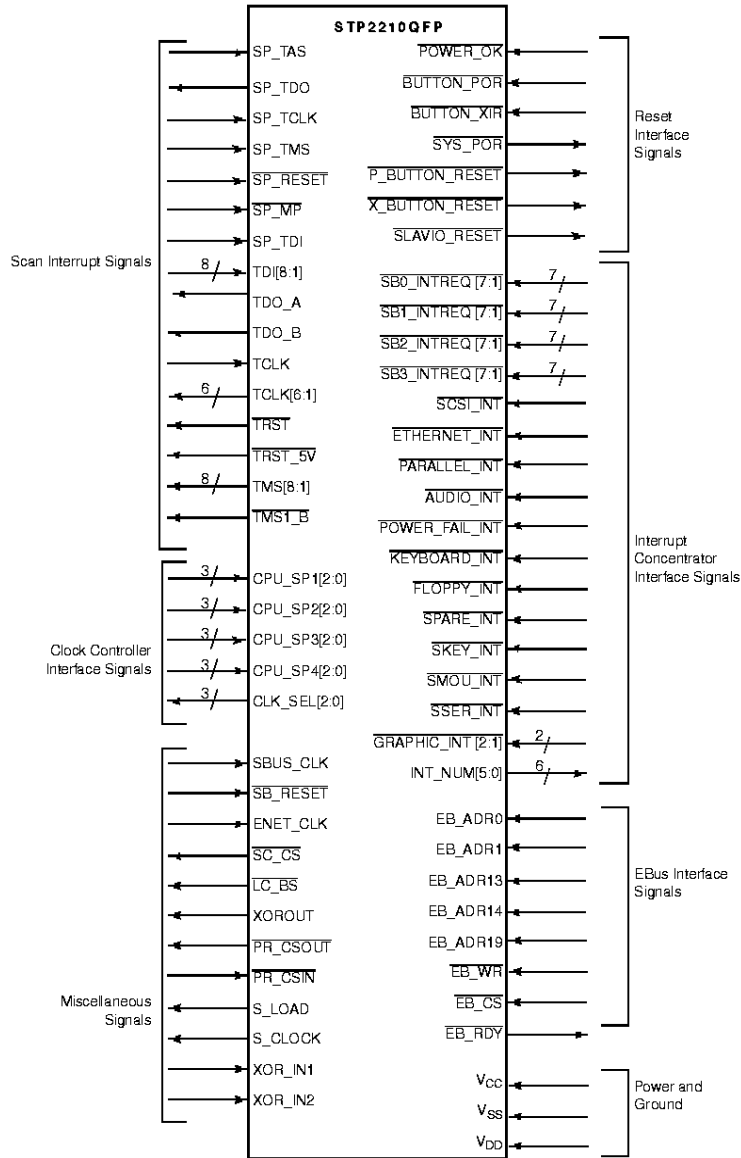 STP2210QFP
Scan Interrupt Signals
SP_TAS
SP_TDO
SP_TCLK
SP_TMS
SP_RESET
SP_MP
SP_TDI
8
TDI[8:1]
TDO_A
TDO_B
TCLK
6
TCLK[6:1]
TRST
TRST_5V
8
TMS[8:1]
TMS1_B
Clock Controller
Interface Signals
3
CPU_SP1[2:0]
3
CPU_SP2[2:0]
3
CPU_SP3[2:0]
3
CPU_SP4[2:0]
3
CLK_SEL[2:0]
Miscellaneous
Signals
SBUS_CLK
SB_RESET
ENET_CLK
SC_CS
LC_BS
XOROUT
PR_CSOUT
PR_CSIN
S_LOAD
S_CLOCK
XOR_IN1
XOR_IN2
POWER_OK
BUTTON_POR
BUTTON_XIR
SYS_POR
P_BUTTON_RESET
X_BUTTON_RESET
SLAVIO_RESET
Reset
Interface
Signals
SB0_INTREQ [7:1]
7
SB1_INTREQ [7:1]
7
SB2_INTREQ [7:1]
7
SB3_INTREQ [7:1]
7
SCSI_INT
ETHERNET_INT
PARALLEL_INT
AUDIO_INT
POWER_FAIL_INT
KEYBOARD_INT
FLOPPY_INT
SPARE_INT
SKEY_INT
SMOU_INT
SSER_INT
GRAPHIC_INT [2:1]
2
INT_NUM[5:0]
6
Interrupt
Concentrator
Interface Signals
EB_ADR0
EB_ADR1
EB_ADR13
EB_ADR14
EB_ADR19
EB_WR
EB_CS
EB_RDY
EBus Interface
Signals
VCC
VSS
VDD
Power and
Ground